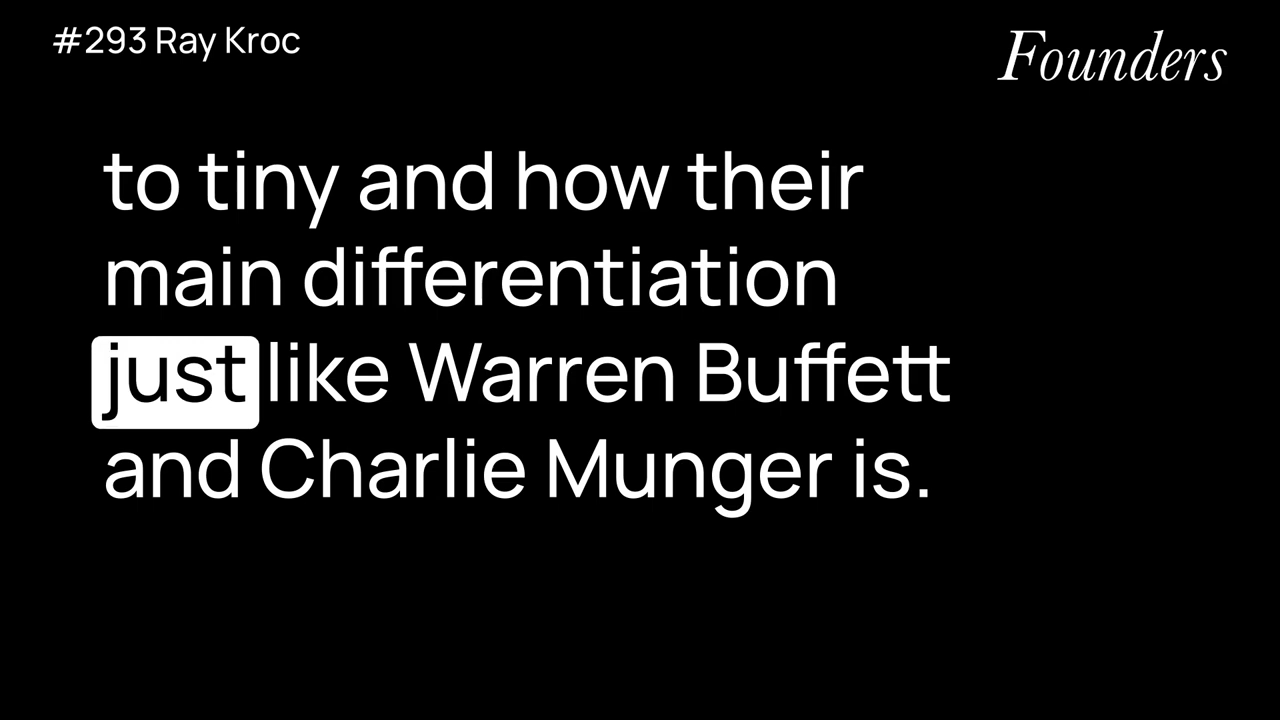 #293 Ray Kroc
Founders
to tiny and how their
main differentiation
just like Warren Buffett
and Charlie Munger is.